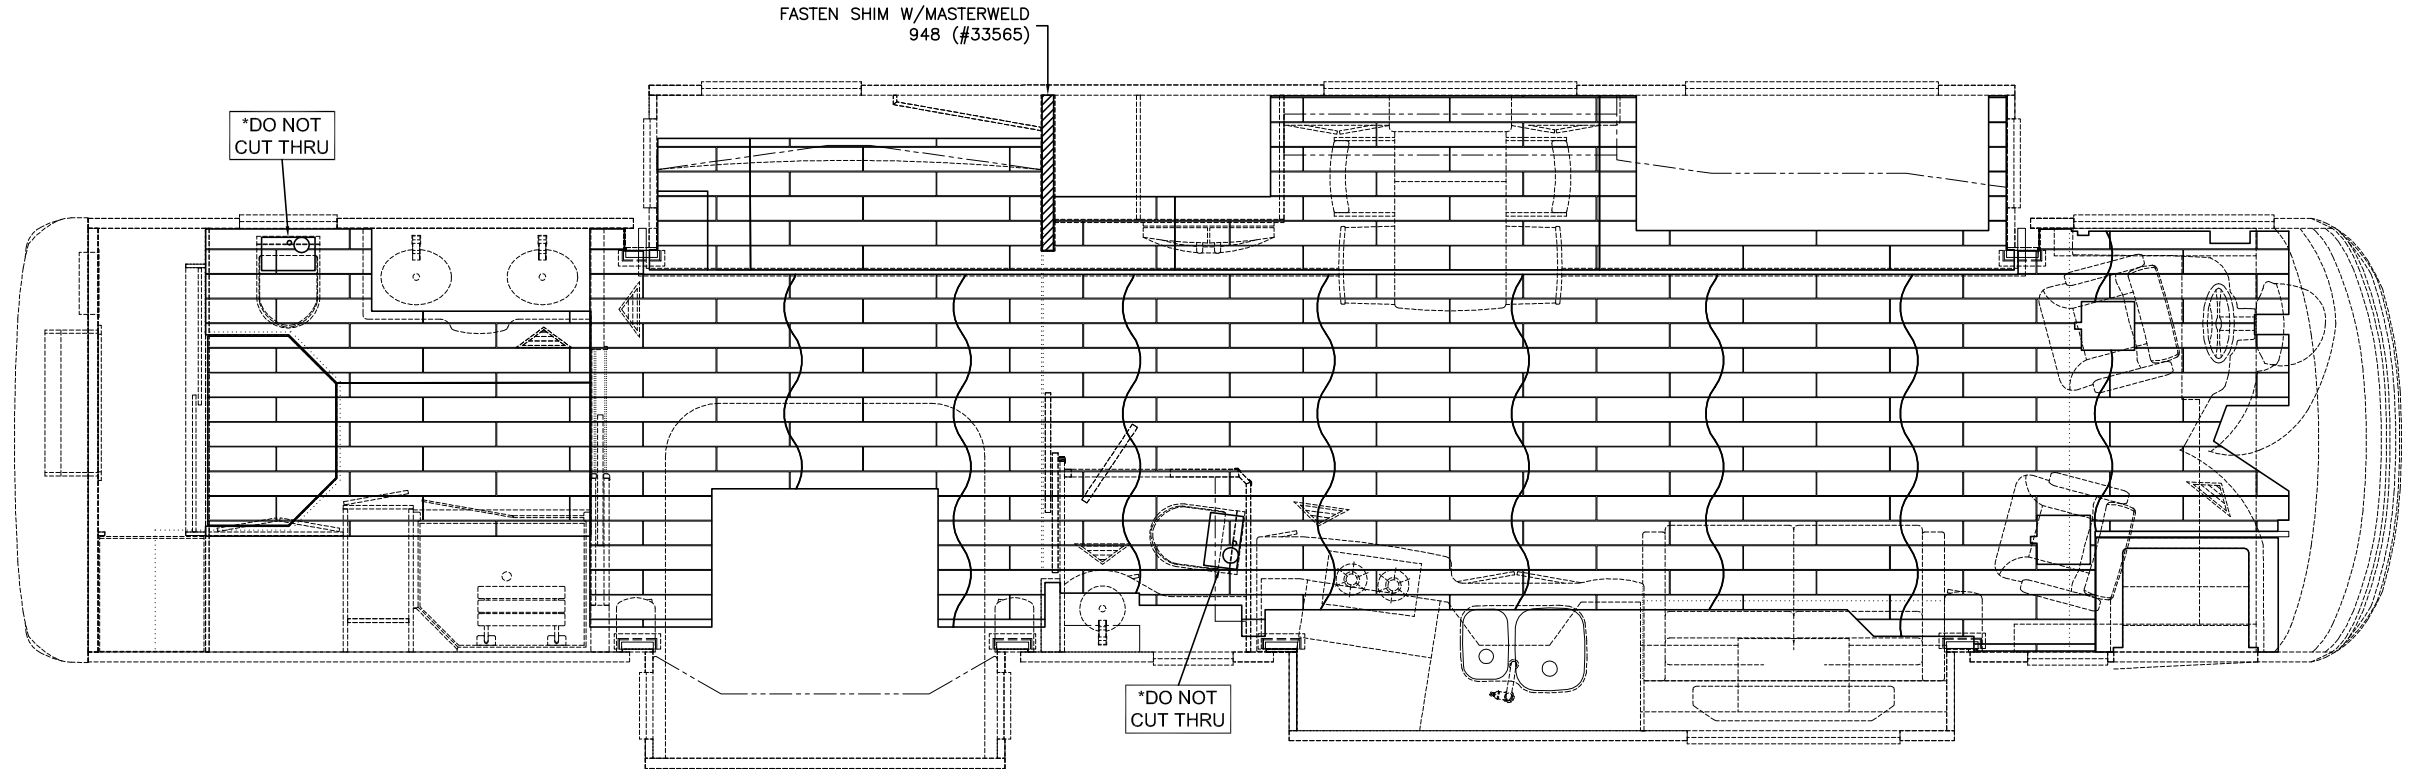 FASTEN SHIM W/MASTERWELD
948 (#33565)
*DO NOT
CUT THRU
*DO NOT
CUT THRU